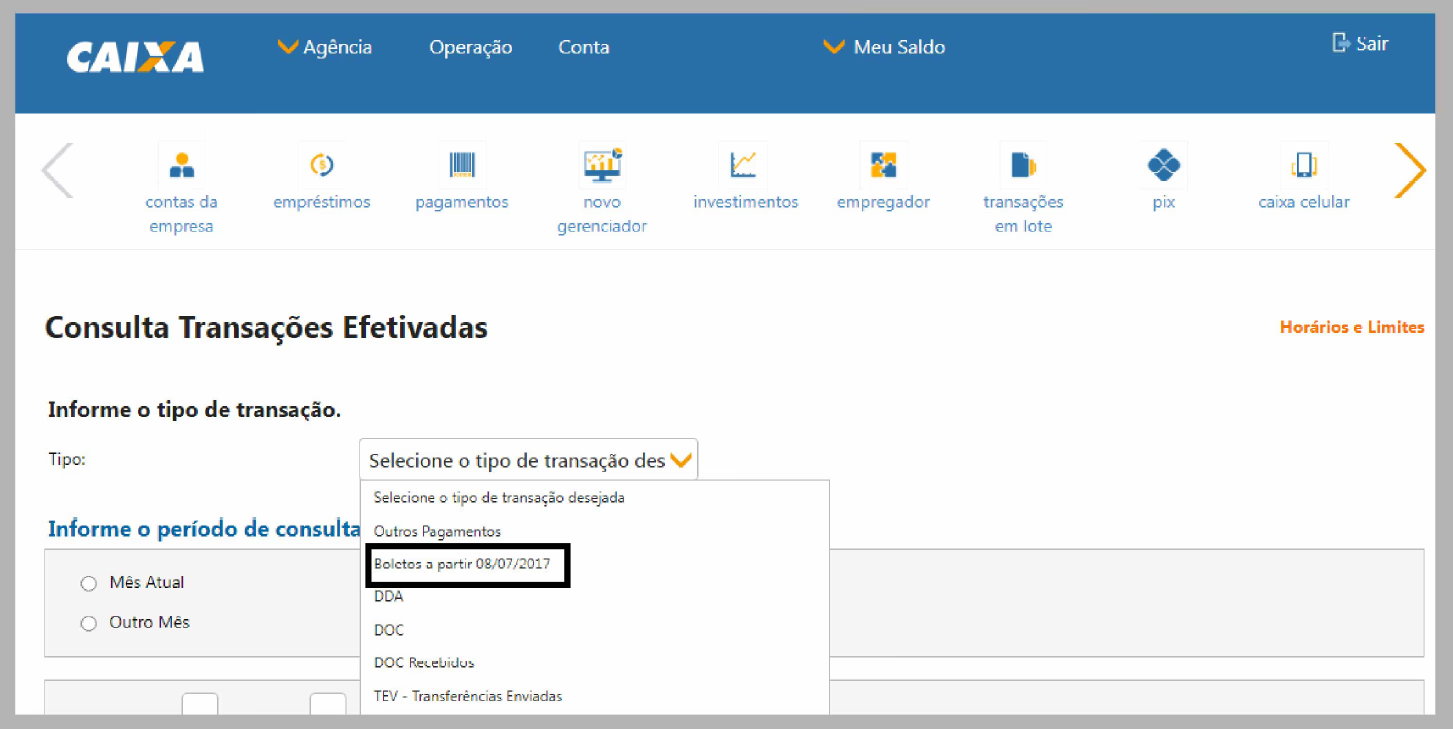 CAIXA
Agência Operação Conta Meu Saldo Sair
contas da empresa
empréstimos
pagamentos
novo gerenciador
investimentos
empregador
transações em lote
pix
caixa celular
Consulta Transações Efetivadas
Horários e Limites
Informe o tipo de transação.
Tipo:
Selecione o tipo de transação des
Selecione o tipo de transação desejada
Outros Pagamentos
Boletos a partir 08/07/2017
DDA
DOC
DOC Recebidos
TEV - Transferências Enviadas
Informe o período de consulta
Mês Atual
Outro Mês